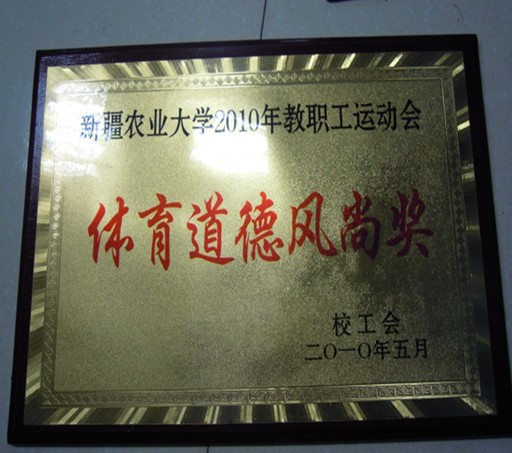 新疆农业大学2010年教职工运动会
体育道德风尚奖
校工会
二〇一〇年五月